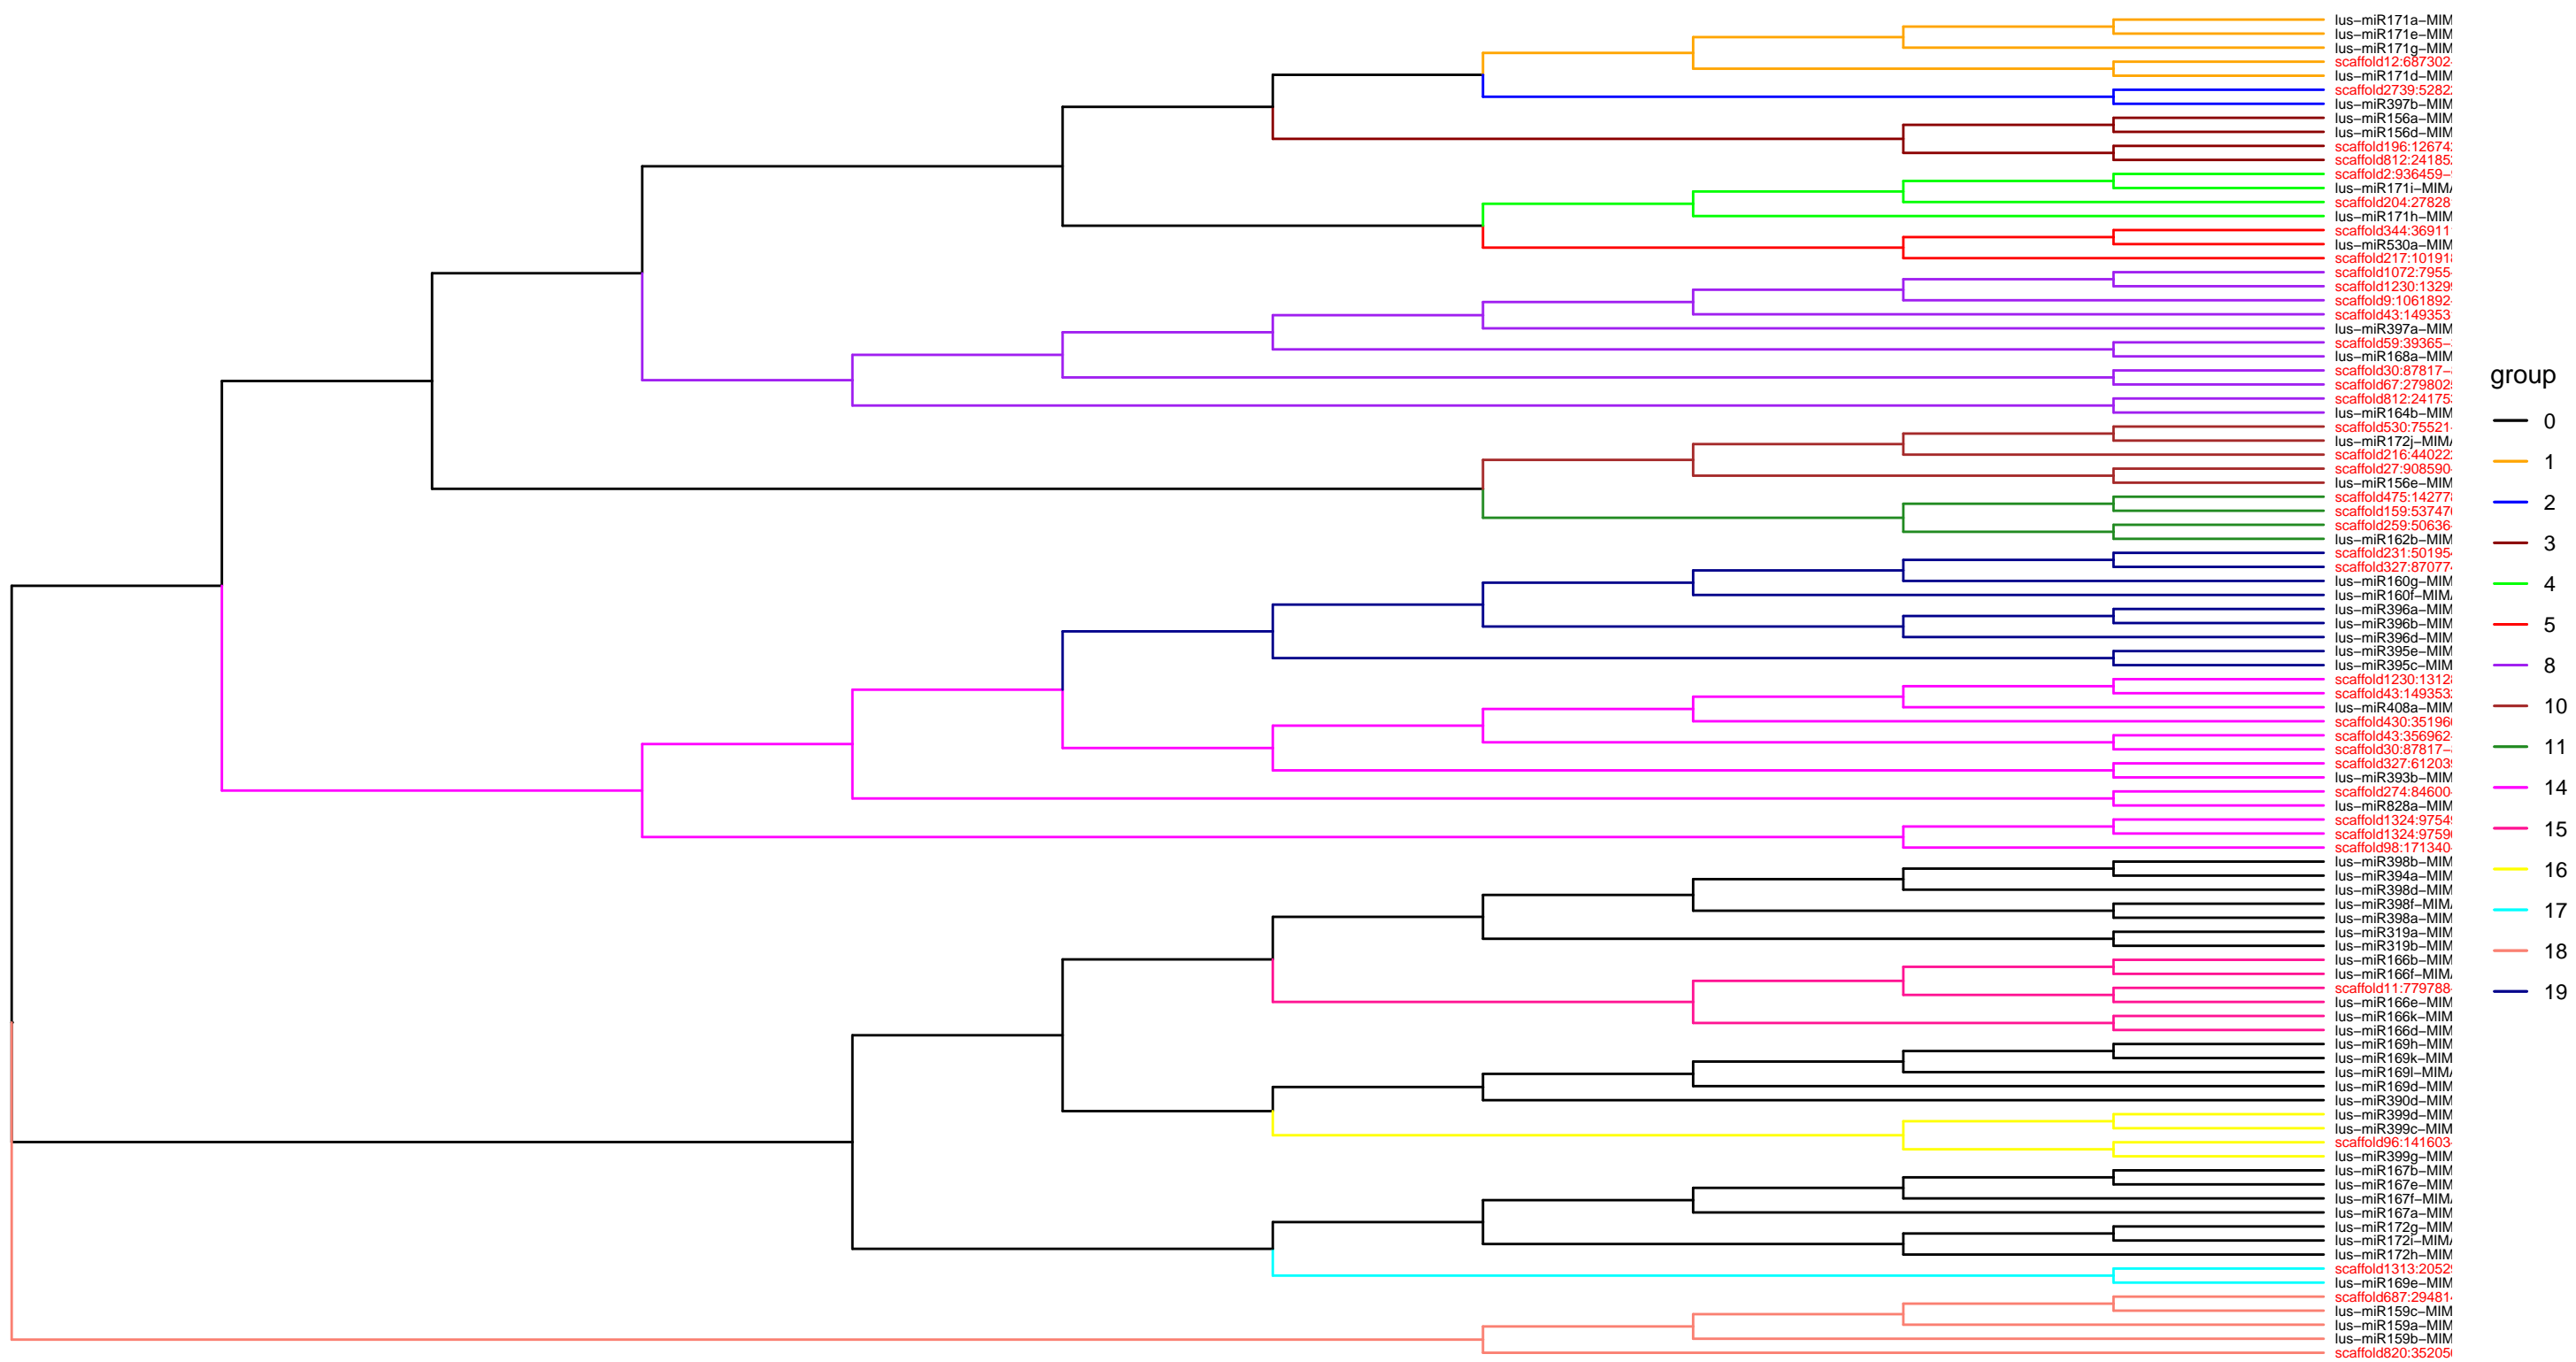 lus−miR171a−MIM
lus−miR171e−MIM
lus−miR171g−MIM
scaffold12:687302
lus−miR171d−MIM
scaffold2739:5282
lus−miR397b−MIM
lus−miR156a−MIM
lus−miR156d−MIM
scaffold196:12674
scaffold812:24185
scaffold2:936459−
lus−miR171i−MIM
scaffold204:27828
lus−miR171h−MIM
scaffold344:36911
lus−miR530a−MIM
scaffold217:10191
scaffold1072:7955
scaffold1230:1329
scaffold9:1061892
scaffold43:149353
lus−miR397a−MIM
scaffold59:39365−
lus−miR168a−MIM
scaffold30:87817−
scaffold67:279802
scaffold812:24175
lus−miR164b−MIM
scaffold530:75521
lus−miR172j−MIM
scaffold216:44022
scaffold27:908590
lus−miR156e−MIM
scaffold475:14277
scaffold159:53747
scaffold259:50636
lus−miR162b−MIM
scaffold231:50195
scaffold327:87077
lus−miR160g−MIM
lus−miR160f−MIM
lus−miR396a−MIM
lus−miR396b−MIM
lus−miR396d−MIM
lus−miR395e−MIM
lus−miR395c−MIM
scaffold1230:1312
scaffold43:149353
lus−miR408a−MIM
scaffold430:35196
scaffold43:356962
scaffold30:87817−
scaffold327:61203
lus−miR393b−MIM
scaffold274:84600
lus−miR828a−MIM
scaffold1324:9754
scaffold1324:9759
scaffold98:171340
lus−miR398b−MIM
lus−miR394a−MIM
lus−miR398d−MIM
lus−miR398f−MIM
lus−miR398a−MIM
lus−miR319a−MIM
lus−miR319b−MIM
lus−miR166b−MIM
lus−miR166f−MIM
scaffold11:779788
lus−miR166e−MIM
lus−miR166k−MIM
lus−miR166d−MIM
lus−miR169h−MIM
lus−miR169k−MIM
lus−miR169l−MIM
lus−miR169d−MIM
lus−miR390d−MIM
lus−miR399d−MIM
lus−miR399c−MIM
scaffold96:141603
lus−miR399g−MIM
lus−miR167b−MIM
lus−miR167e−MIM
lus−miR167f−MIM
lus−miR167a−MIM
lus−miR172g−MIM
lus−miR172i−MIM
lus−miR172h−MIM
scaffold1313:2052
lus−miR169e−MIM
scaffold687:29481
lus−miR159c−MIM
lus−miR159a−MIM
lus−miR159b−MIM
scaffold820:35205
group
0
1
2
3
4
5
8
10
11
14
15
16
17
18
19